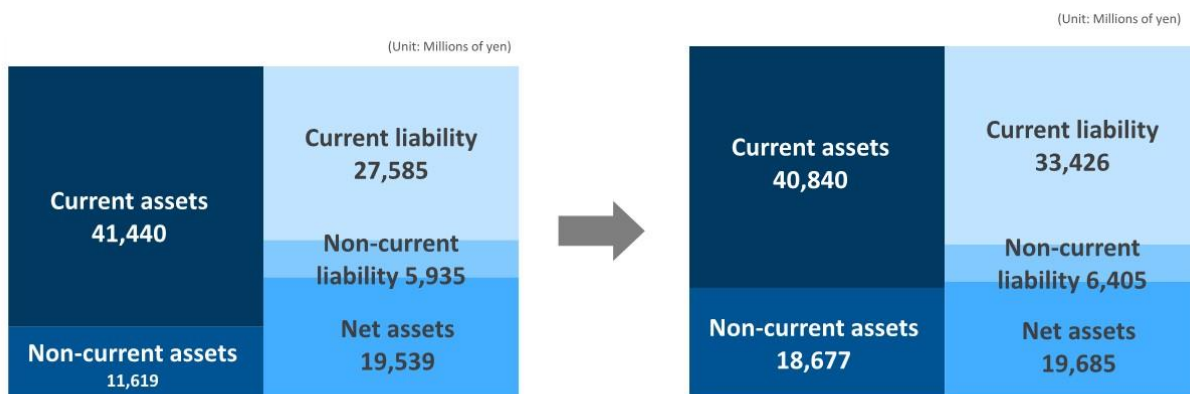 (Unit: Millions of yen)
Current assets
41,440
Non-current assets
11,619
Current liability
27,585
Non-current
liability 5,935
Net assets
19,539
(Unit: Millions of yen)
Current assets
40,840
Non-current assets
18,677
Current liability
33,426
Non-current
liability 6,405
Net assets
19,685